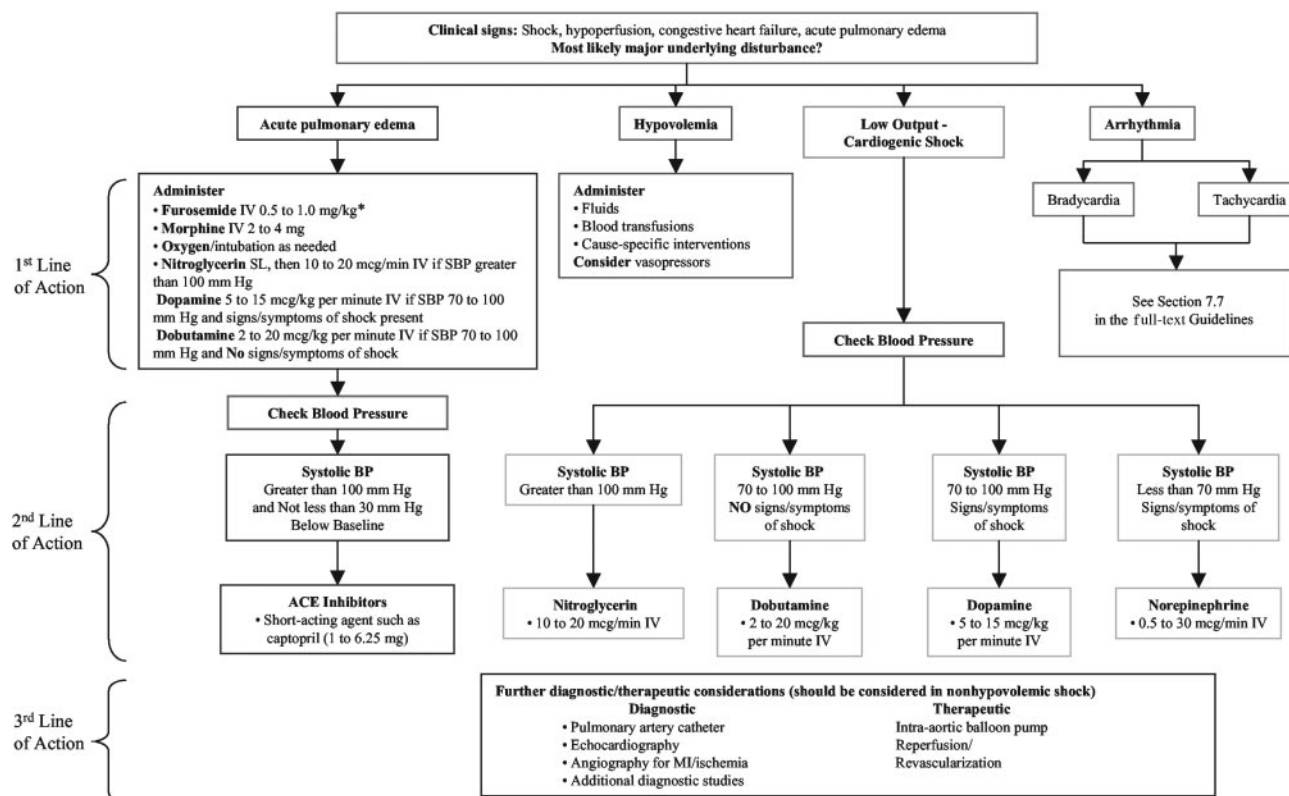 Clinical signs: Shock, hypoperfusion, congestive heart failure, acute pulmonary edema
Most likely major underlying disturbance?
Acute pulmonary edema
Hypovolemia
Low Output -
Cardiogenic Shock
Arrhythmia
1st Line
of Action
Administer
• Furosemide IV 0.5 to 1.0 mg/kg*
• Morphine IV 2 to 4 mg
• Oxygen/intubation as needed
• Nitroglycerin SL, then 10 to 20 mcg/min IV if SBP greater
than 100 mm Hg
Dopamine 5 to 15 mcg/kg per minute IV if SBP 70 to 100
mm Hg and signs/symptoms of shock present
Dobutamine 2 to 20 mcg/kg per minute IV if SBP 70 to 100
mm Hg and No signs/symptoms of shock
Administer
• Fluids
• Blood transfusions
• Cause-specific interventions
Consider vasopressors
Bradycardia
Tachycardia
See Section 7.7
in the full-text Guidelines
Check Blood Pressure
2nd Line
of Action
Check Blood Pressure
Systolic BP
Greater than 100 mm Hg
and Not less than 30 mm Hg
Below Baseline
ACE Inhibitors
• Short-acting agent such as
captopril (1 to 6.25 mg)
Systolic BP
Greater than 100 mm Hg
Systolic BP
70 to 100 mm Hg
NO signs/symptoms
of shock
Systolic BP
70 to 100 mm Hg
Signs/symptoms
of shock
Systolic BP
Less than 70 mm Hg
Signs/symptoms of
shock
Nitroglycerin
• 10 to 20 mcg/min IV
Dobutamine
• 2 to 20 mcg/kg
per minute IV
Dopamine
• 5 to 15 mcg/kg
per minute IV
Norepinephrine
• 0.5 to 30 mcg/min IV
3rd Line
of Action
Further diagnostic/therapeutic considerations (should be considered in nonhypovolemic shock)
Diagnostic
• Pulmonary artery catheter
• Echocardiography
• Angiography for MI/ischemia
• Additional diagnostic studies
Therapeutic
Intra-aortic balloon pump
Reperfusion/
Revascularization